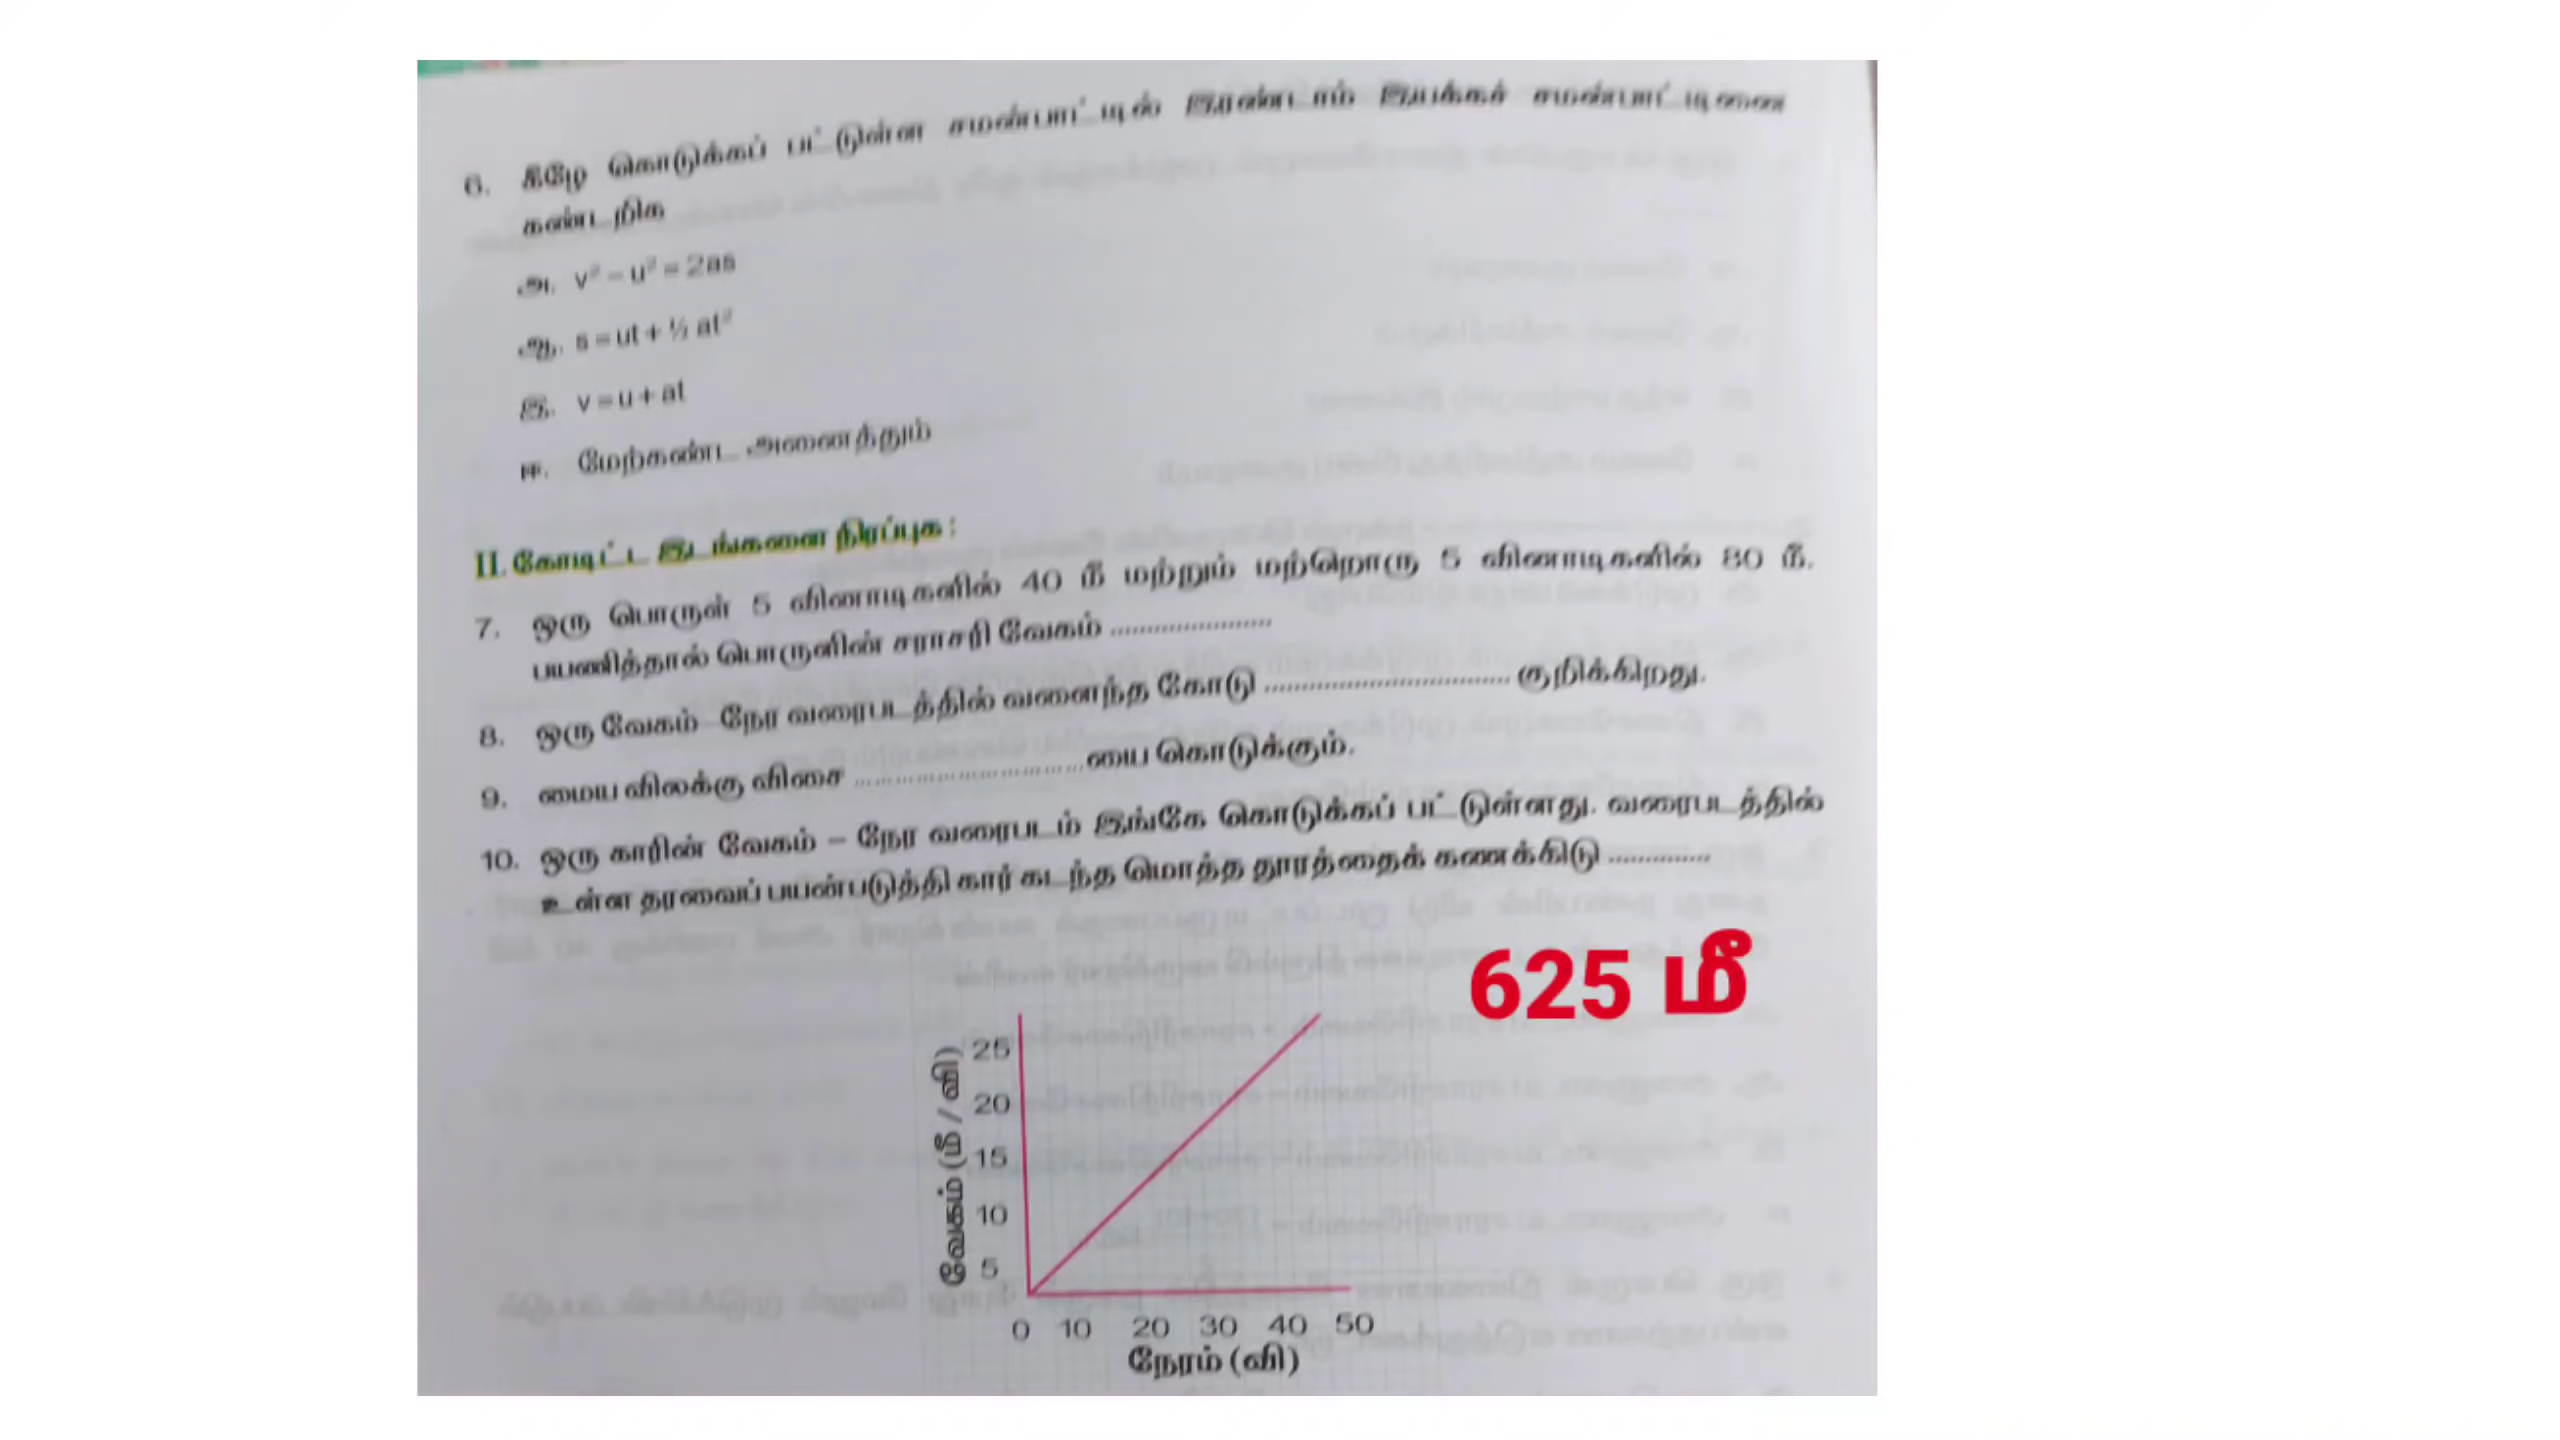 6. கீழே கொடுக்கப் பட்டுள்ள சமன்பாட்டில் இரண்டாம் இயக்கச் சமன்பாட்டினை
கண்டறிக
அ. v² – u² = 2as
ஆ. s = ut + ½ at²
இ. v = u + at
ஈ. மேற்கண்ட அனைத்தும்
II. கோடிட்ட இடங்களை நிரப்புக :
7. ஒரு பொருள் 5 வினாடிகளில் 40 மீ மற்றும் மற்றொரு 5 வினாடிகளில் 80 மீ.
பயணித்தால் பொருளின் சராசரி வேகம் ......................
8. ஒரு வேகம் நேர வரைபடத்தில் வளைந்த கோடு .................................. குறிக்கிறது.
9. மைய விலக்கு விசை ................................யை கொடுக்கும்.
10. ஒரு காரின் வேகம் – நேர வரைபடம் இங்கே கொடுக்கப் பட்டுள்ளது. வரைபடத்தில்
உள்ள தரவைப் பயன்படுத்தி கார் கடந்த மொத்த தூரத்தைக் கணக்கிடு ..............
625 மீ
வேகம் (மீ / வி)
25
20
15
10
5
0 10 20 30 40 50
நேரம் (வி)